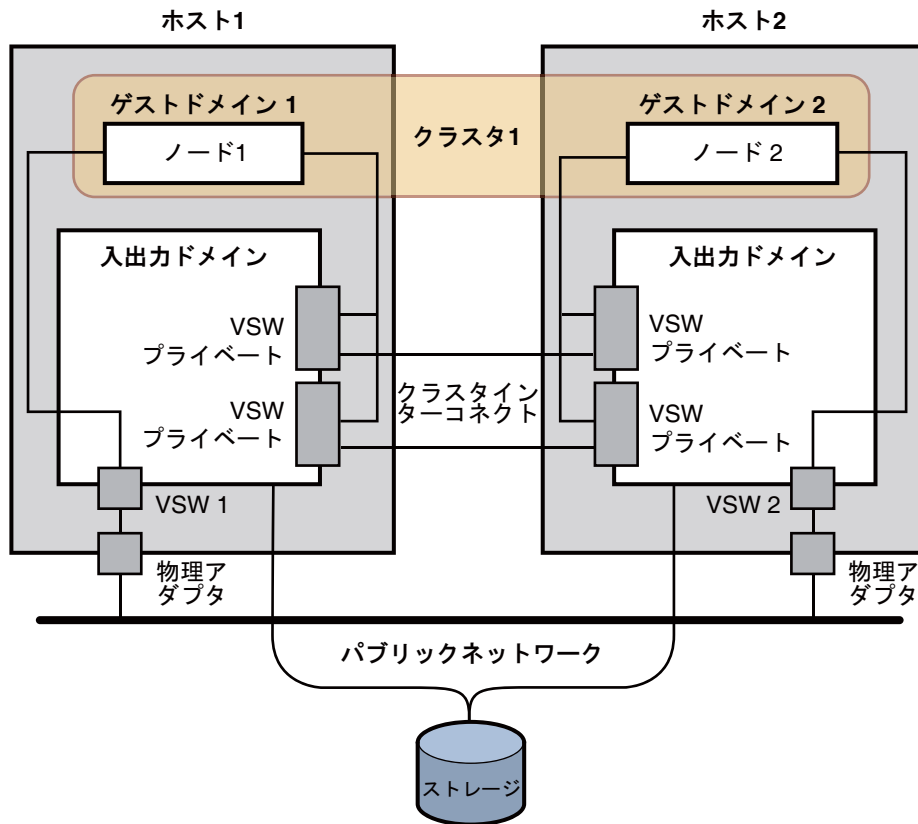 ホスト1
ホスト2
ゲストドメイン 1
ゲストドメイン 2
クラスタ1
ノード1
ノード 2
入出力ドメイン
入出力ドメイン
VSW
プライベート
VSW
プライベート
クラスタイン
ターコネクト
VSW
プライベート
VSW
プライベート
VSW 1
VSW 2
物理ア
ダプタ
物理ア
ダプタ
パブリックネットワーク
ストレージ